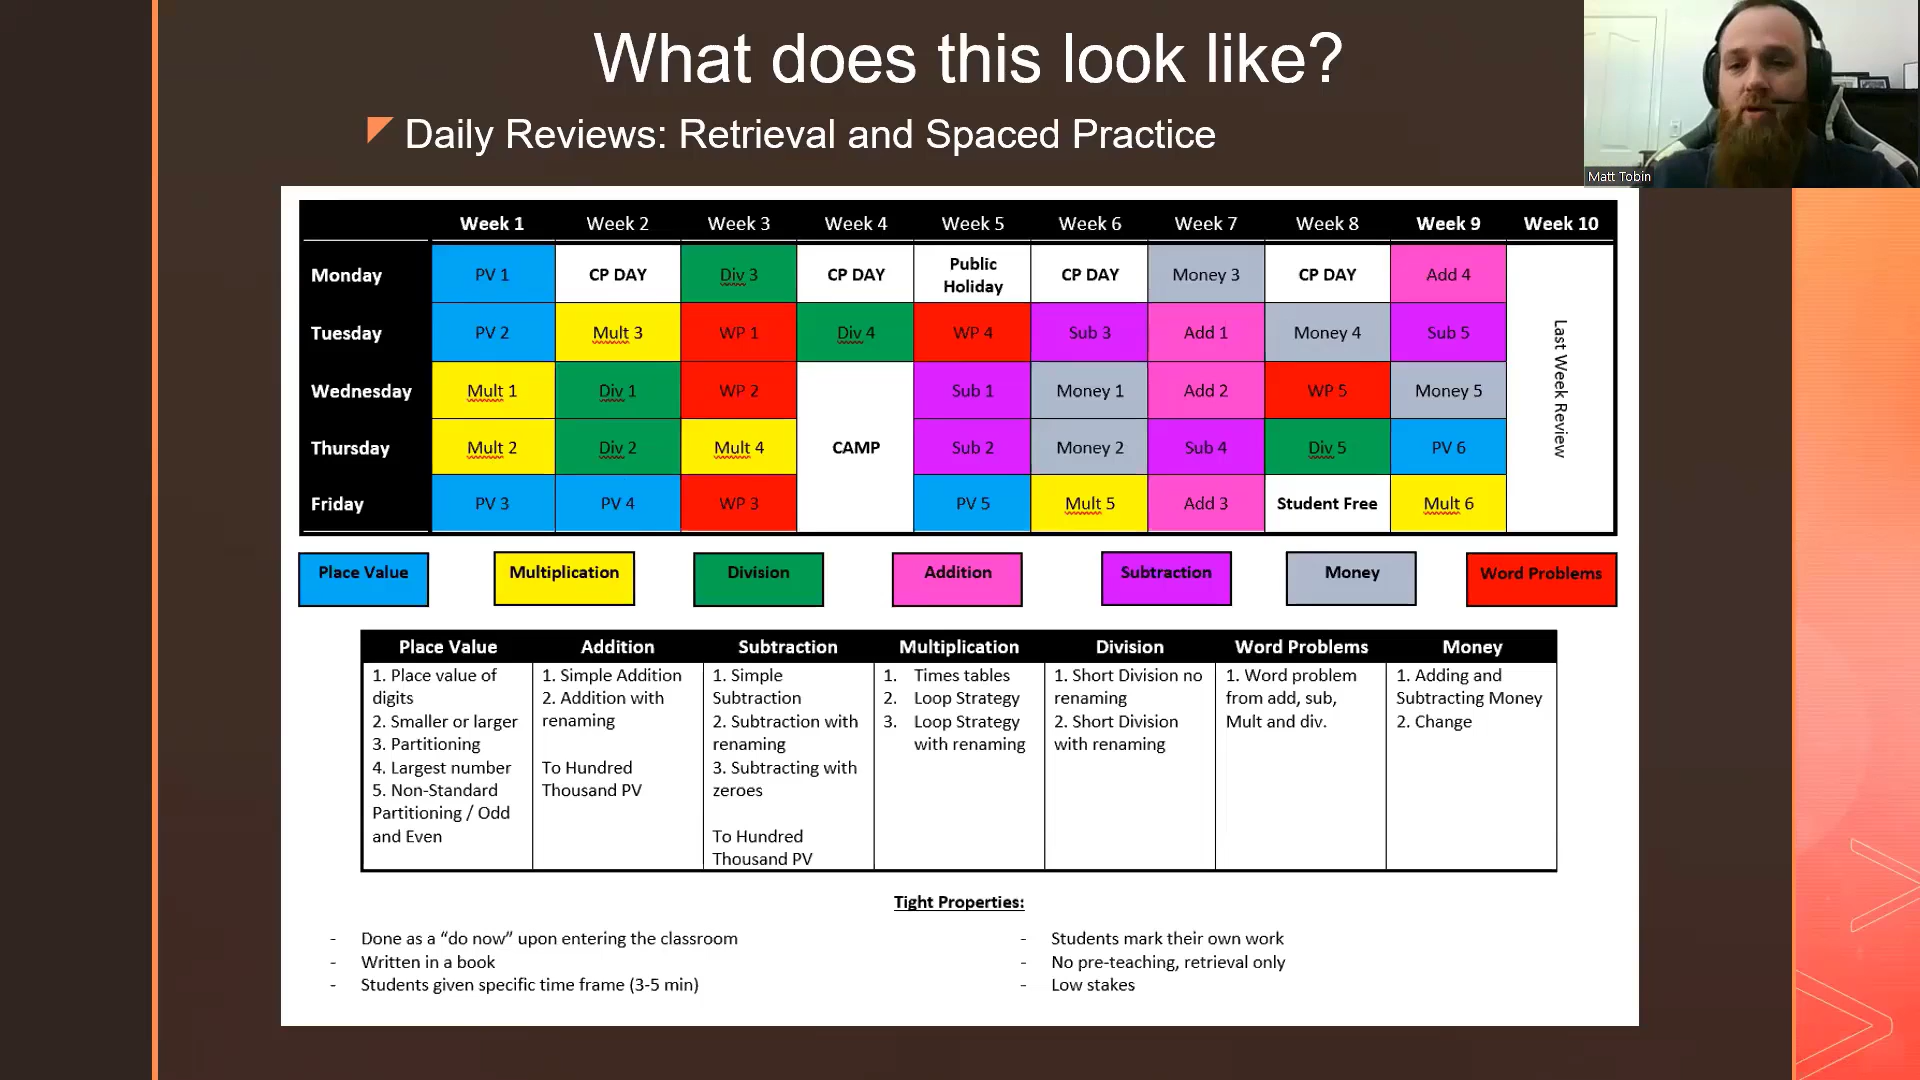 What does this look like?
Daily Reviews: Retrieval and Spaced Practice
Matt Tobin
Week 1 Week 2 Week 3 Week 4 Week 5 Week 6 Week 7 Week 8 Week 9 Week 10
Monday PV 1 CP DAY Div 3 CP DAY Public Holiday CP DAY Money 3 CP DAY Add 4
Tuesday PV 2 Mult 3 WP 1 Div 4 WP 4 Sub 3 Add 1 Money 4 Sub 5
Wednesday Mult 1 Div 1 WP 2 Sub 1 Money 1 Add 2 WP 5 Money 5
Thursday Mult 2 Div 2 Mult 4 CAMP Sub 2 Money 2 Sub 4 Div 5 PV 6
Friday PV 3 PV 4 WP 3 PV 5 Mult 5 Add 3 Student Free Mult 6
Last Week Review
Place Value Multiplication Division Addition Subtraction Money Word Problems
Place Value Addition Subtraction Multiplication Division Word Problems Money
1. Place value of
digits
2. Smaller or larger
3. Partitioning
4. Largest number
5. Non-Standard
Partitioning / Odd
and Even
1. Simple Addition
2. Addition with
renaming
To Hundred
Thousand PV
1. Simple
Subtraction
2. Subtraction with
renaming
3. Subtracting with
zeroes
To Hundred
Thousand PV
1. Times tables
2. Loop Strategy
3. Loop Strategy
with renaming
1. Short Division no
renaming
2. Short Division
with renaming
1. Word problem
from add, sub,
Mult and div.
1. Adding and
Subtracting Money
2. Change
Tight Properties:
- Done as a “do now” upon entering the classroom
- Written in a book
- Students given specific time frame (3-5 min)
- Students mark their own work
- No pre-teaching, retrieval only
- Low stakes